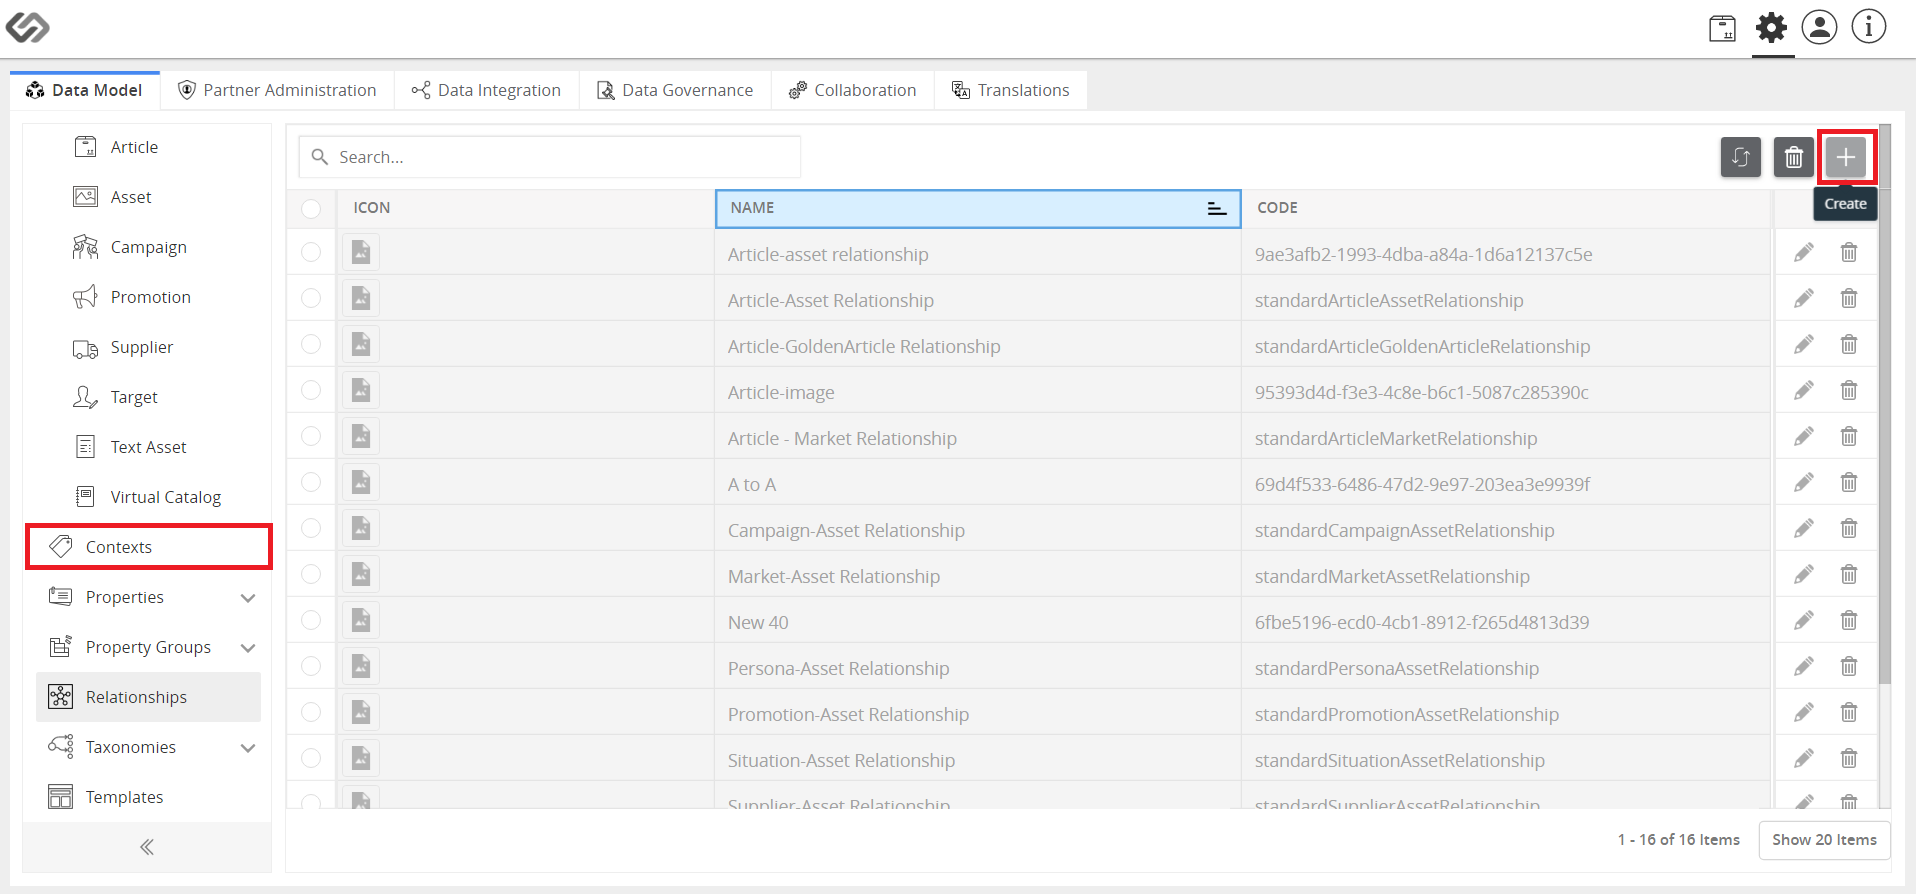 Data Model
Partner Administration
Data Integration
Data Governance
Collaboration
Translations
Article
Asset
Campaign
Promotion
Supplier
Target
Text Asset
Virtual Catalog
Contexts
Properties
Property Groups
Relationships
Taxonomies
Templates
Search...
Create
ICON NAME CODE
Article-asset relationship 9ae3afb2-1993-4dba-a84a-1d6a12137c5e
Article-Asset Relationship standardArticleAssetRelationship
Article-GoldenArticle Relationship standardArticleGoldenArticleRelationship
Article-image 95393d4d-f3e3-4c8e-b6c1-5087c285390c
Article - Market Relationship standardArticleMarketRelationship
A to A 69d4f533-6486-47d2-9e97-203ea3e9939f
Campaign-Asset Relationship standardCampaignAssetRelationship
Market-Asset Relationship standardMarketAssetRelationship
New 40 6fbe5196-ecd0-4cb1-8912-f265d4813d39
Persona-Asset Relationship standardPersonaAssetRelationship
Promotion-Asset Relationship standardPromotionAssetRelationship
Situation-Asset Relationship standardSituationAssetRelationship
Supplier-Asset Relationship standardSupplierAssetRelationship
1 - 16 of 16 Items Show 20 Items